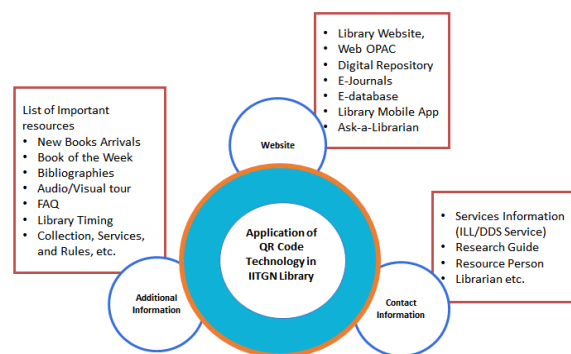 • Library Website,
• Web OPAC
• Digital Repository
• E-Journals
• E-database
• Library Mobile App
• Ask-a-Librarian
List of Important
resources
• New Books Arrivals
• Book of the Week
• Bibliographies
• Audio/Visual tour
• FAQ
• Library Timing
• Collection, Services,
and Rules, etc.
Website
Application of
QR Code
Technology in
IITGN Library
• Services Information
(ILL/DDS Service)
• Research Guide
• Resource Person
• Librarian etc.
Additional
Information
Contact
Information